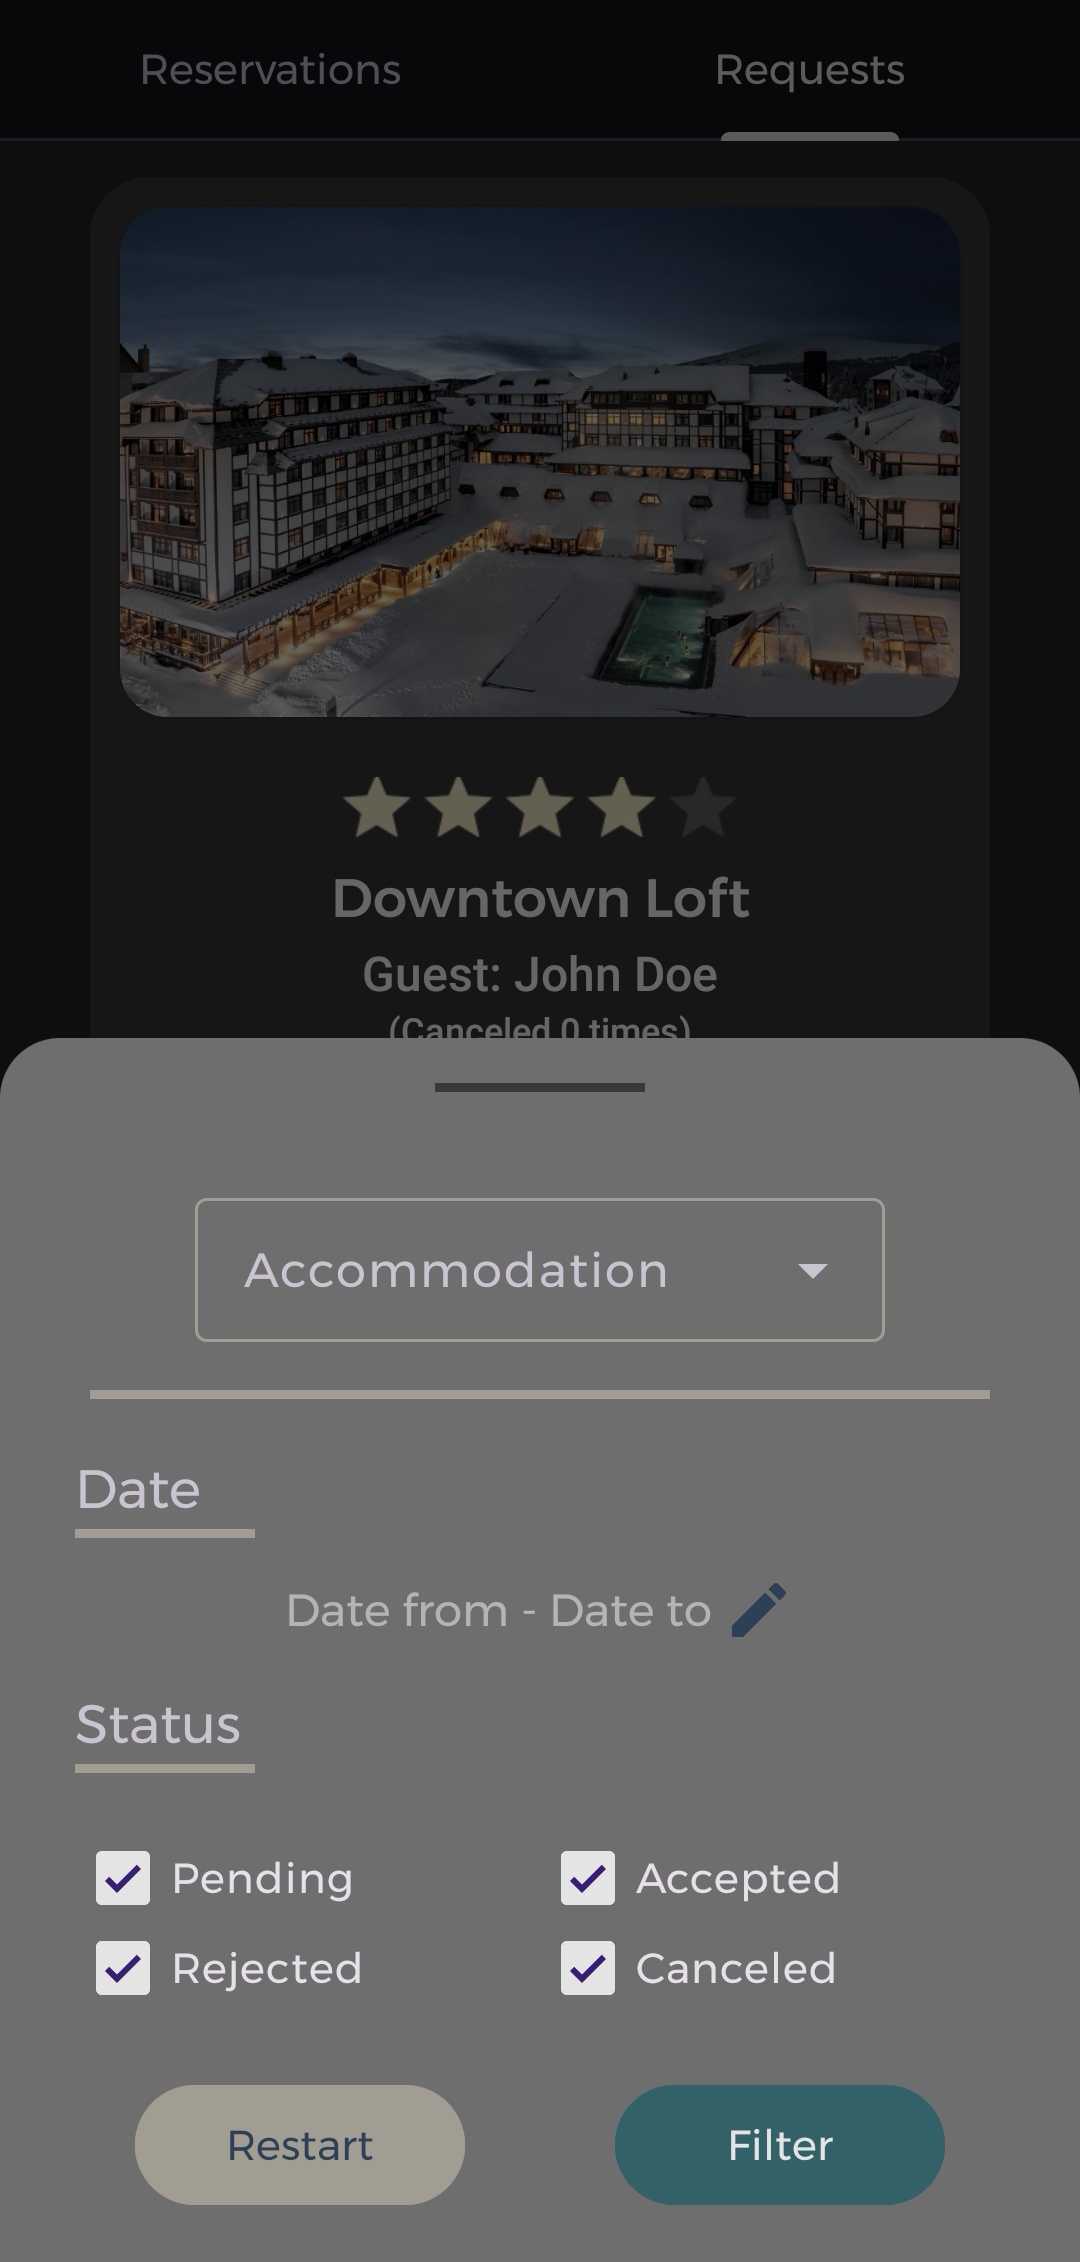 Reservations Requests
Downtown Loft
Guest: John Doe
(Canceled 0 times)
Accommodation
Date
Date from - Date to
Status
Pending Accepted
Rejected Canceled
Restart Filter